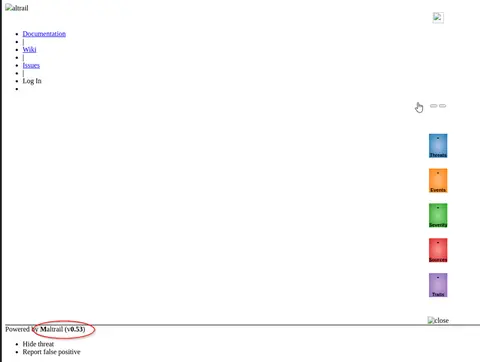 altrail
Documentation
|
Wiki
|
Issues
|
Log In
Threats
Events
Severity
Sources
Trails
close
Powered by Maltrail (v0.53)
Hide threat
Report false positive